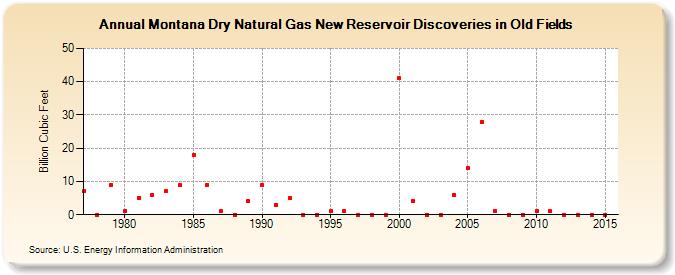 Annual Montana Dry Natural Gas New Reservoir Discoveries in Old Fields
Billion Cubic Feet
50
40
30
20
10
0
1980 1985 1990 1995 2000 2005 2010 2015
Source: U.S. Energy Information Administration